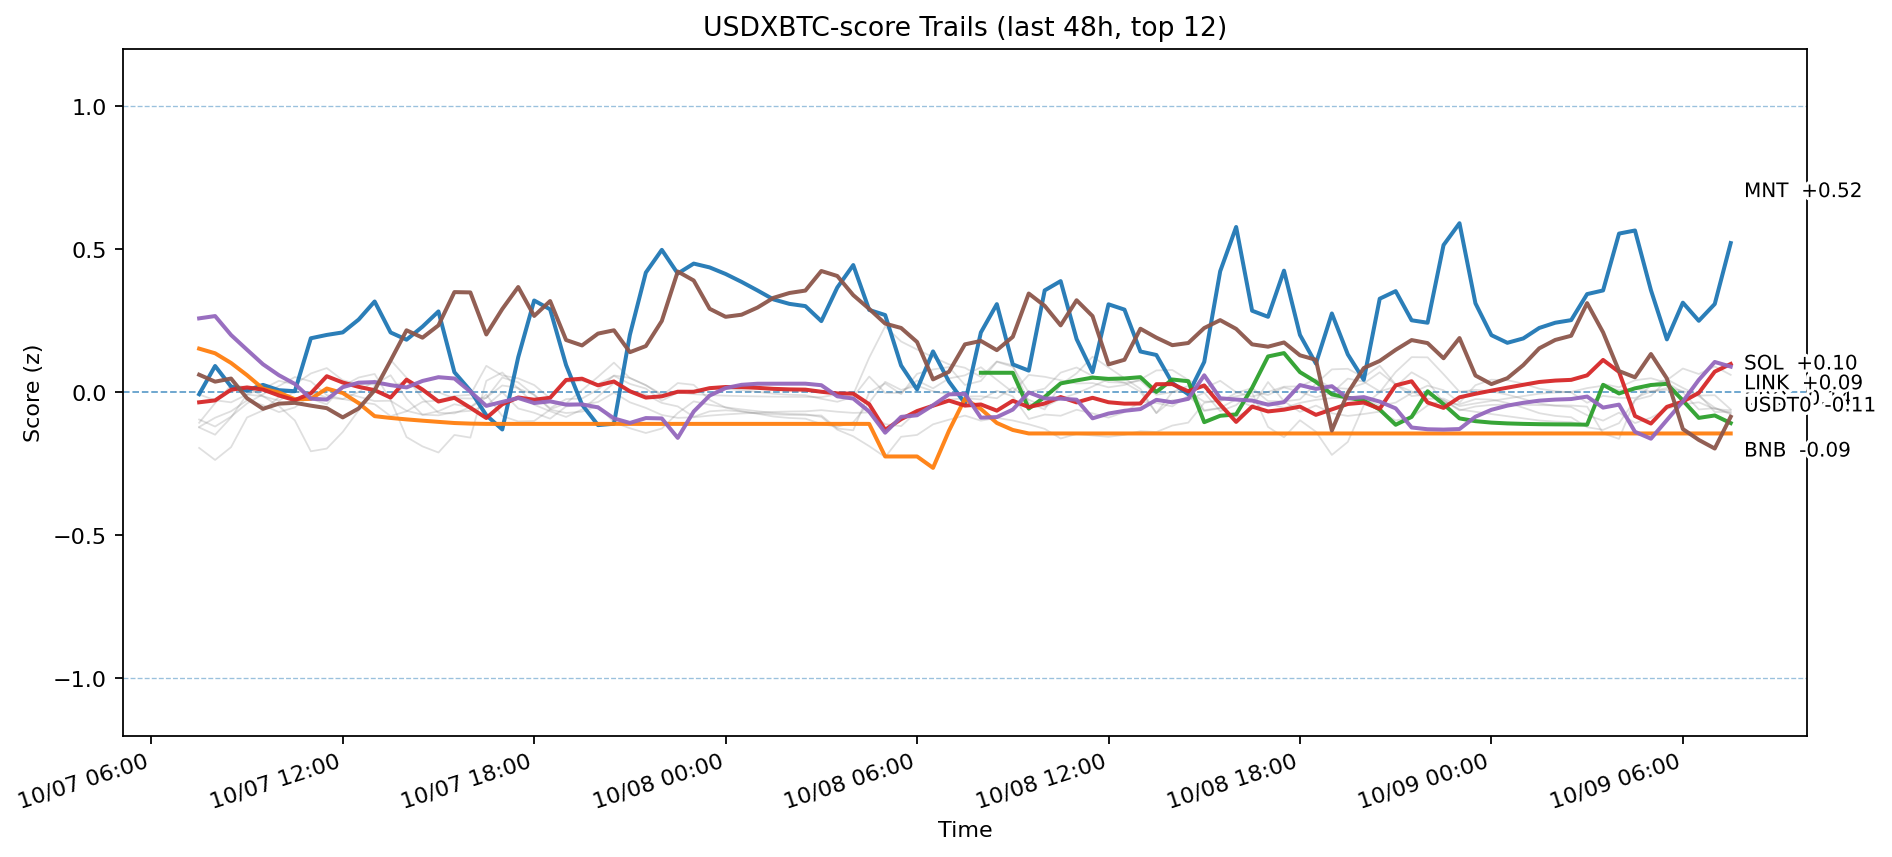 USDXBTC-score Trails (last 48h, top 12)
Score (z)
1.0
0.5
0.0
−0.5
−1.0
MNT +0.52
SOL +0.10
LINK +0.09
USDT0 -0.11
BNB -0.09
10/07 06:00
10/07 12:00
10/07 18:00
10/08 00:00
10/08 06:00
10/08 12:00
10/08 18:00
10/09 00:00
10/09 06:00
Time